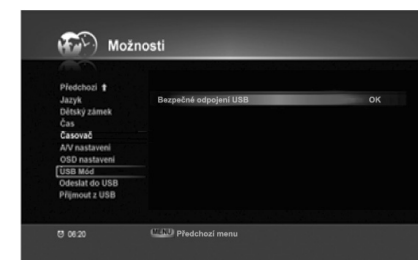 Možnosti
Předchozí ⬆
Jazyk
Dětský zámek
Čas
Časovač
A/V nastavení
OSD nastavení
USB Mód
Odeslat do USB
Přijmout z USB
Bezpečné odpojení USB OK
06:20 MENU Předchozí menu